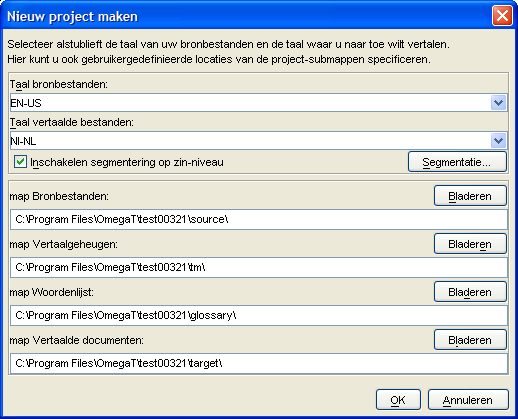 Nieuw project maken
Selecteer alstublieft de taal van uw bronbestanden en de taal waar u naar toe wilt vertalen.
Hier kunt u ook gebruikergedefinieerde locaties van de project-submappen specificeren.
Taal bronbestanden:
EN-US
Taal vertaalde bestanden:
NI-NL
Inschakelen segmentering op zin-niveau
Segmentatie...
map Bronbestanden:
Bladeren
C:\Program Files\OmegaT\test00321\source\
map Vertaalgeheugen:
Bladeren
C:\Program Files\OmegaT\test00321\tm\
map Woordenlijst:
Bladeren
C:\Program Files\OmegaT\test00321\glossary\
map Vertaalde documenten:
Bladeren
C:\Program Files\OmegaT\test00321\target\
OK
Annuleren